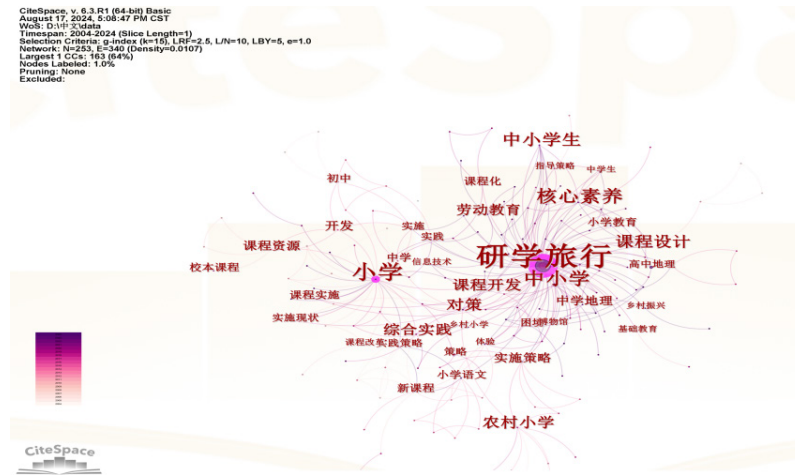 CiteSpace, v. 6.3.R1 (64-bit) Basic
August 17, 2024, 5:08:47 PM CST
WoS: D:\中文\data
Timespan: 2004-2024 (Slice Length=1)
Selection Criteria: g-index (k=15), LRF=2.5, L/N=10, LBY=5, e=1.0
Network: N=253, E=340 (Density=0.0107)
Largest 1 CCs: 163 (64%)
Nodes Labeled: 1.0%
Pruning: None
Excluded:
中小学生
指导策略
中学生
初中
课程化
核心素养
劳动教育
开发
实施
小学教育
实践
课程资源
课程设计
研学旅行
中学
信息技术
校本课程
小学
高中地理
中小学
课程开发
课程实施
对策
中学地理
乡村振兴
实施现状
综合实践
乡村小学
困境
博物馆
基础教育
课程改革
实践策略
体验
策略
实施策略
小学语文
新课程
农村小学
CiteSpace